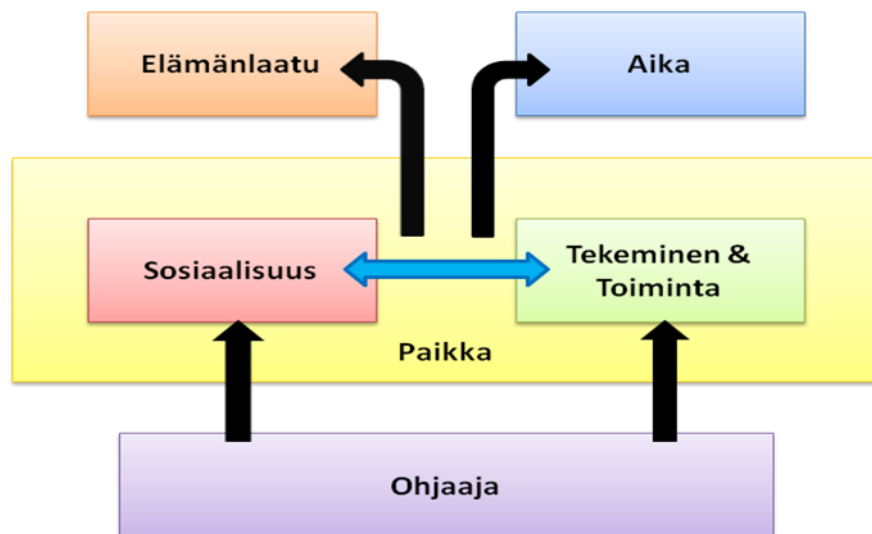 Elämänlaatu
Aika
Sosiaalisuus
Tekeminen &
Toiminta
Paikka
Ohjaaja